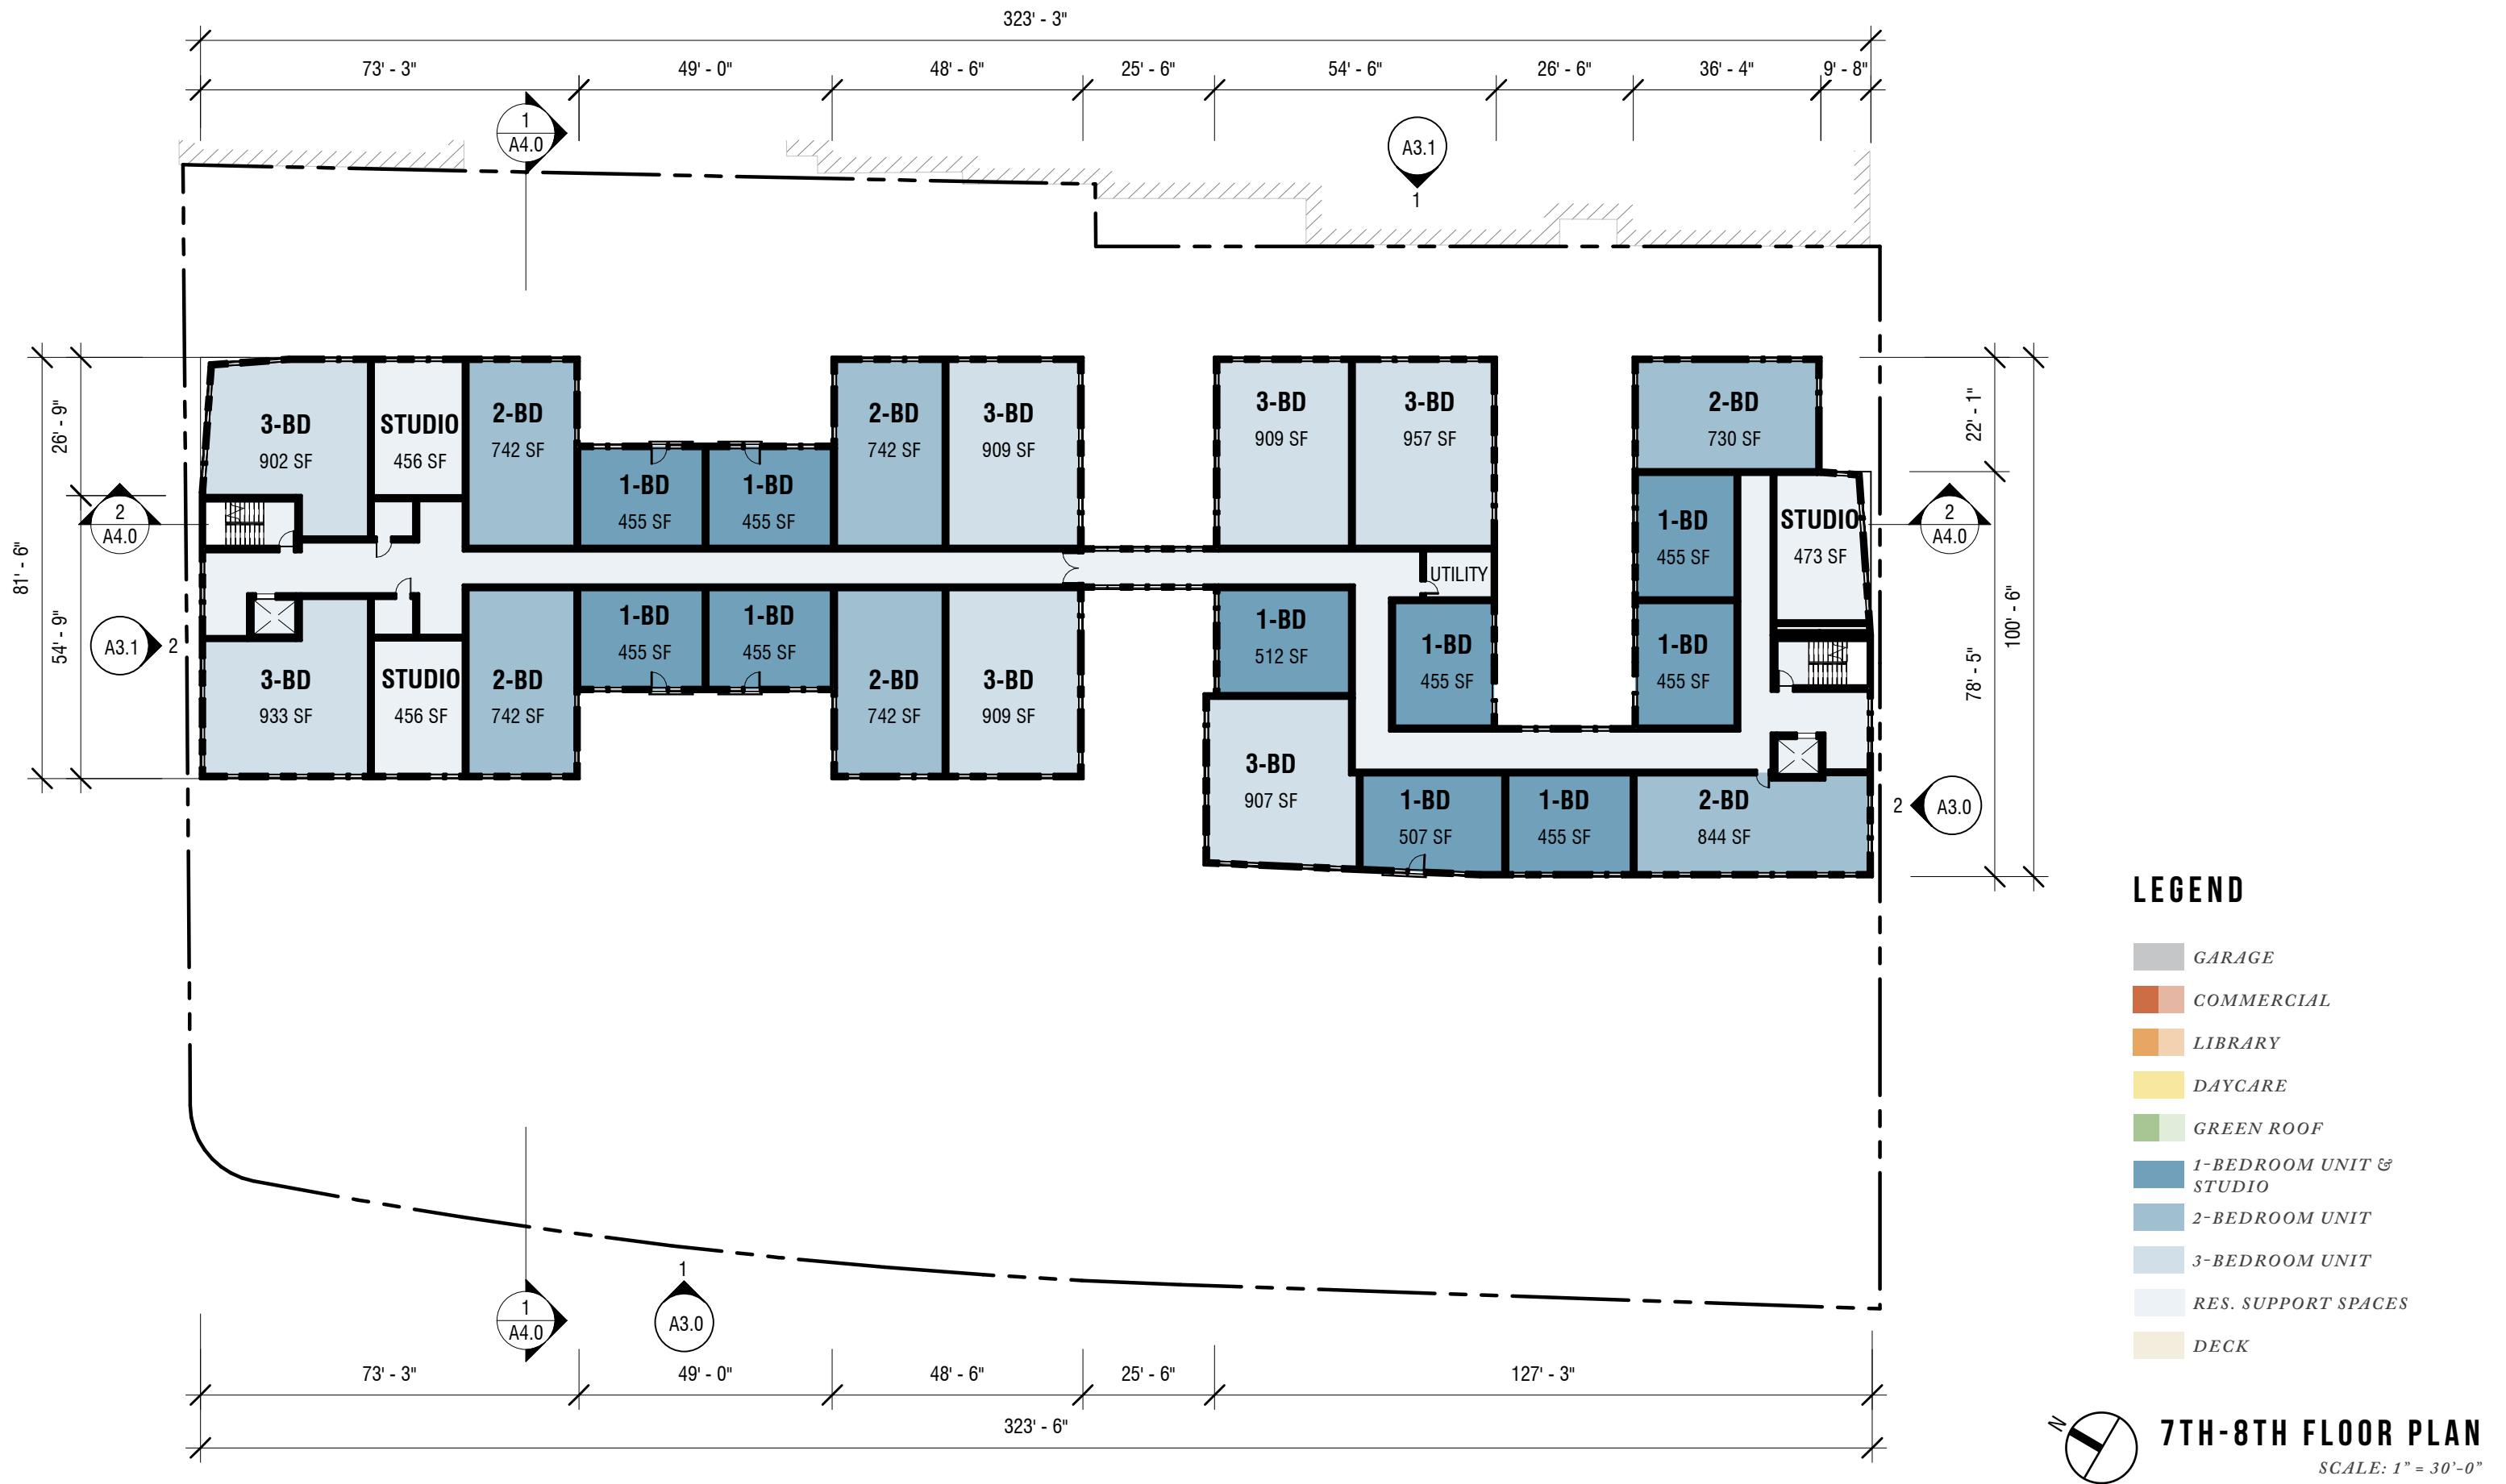 323' - 3"
73' - 3"
49' - 0"
48' - 6"
25' - 6"
54' - 6"
26' - 6"
36' - 4"
9' - 8"
1
A4.0
A3.1
1
26' - 9"
81' - 6"
54' - 9"
2
A4.0
A3.1
2
3-BD
902 SF
STUDIO
456 SF
2-BD
742 SF
1-BD
455 SF
1-BD
455 SF
2-BD
742 SF
3-BD
909 SF
3-BD
909 SF
3-BD
957 SF
2-BD
730 SF
1-BD
455 SF
STUDIO
473 SF
UTILITY
3-BD
933 SF
STUDIO
456 SF
2-BD
742 SF
1-BD
455 SF
1-BD
455 SF
2-BD
742 SF
3-BD
909 SF
1-BD
512 SF
1-BD
455 SF
1-BD
455 SF
3-BD
907 SF
1-BD
507 SF
1-BD
455 SF
2-BD
844 SF
22' - 1"
2
A4.0
100' - 6"
78' - 5"
2
A3.0
LEGEND
GARAGE
COMMERCIAL
LIBRARY
DAYCARE
GREEN ROOF
1-BEDROOM UNIT &
STUDIO
2-BEDROOM UNIT
3-BEDROOM UNIT
RES. SUPPORT SPACES
DECK
1
A4.0
1
A3.0
73' - 3"
49' - 0"
48' - 6"
25' - 6"
127' - 3"
323' - 6"
N
7TH-8TH FLOOR PLAN
SCALE: 1" = 30'-0"